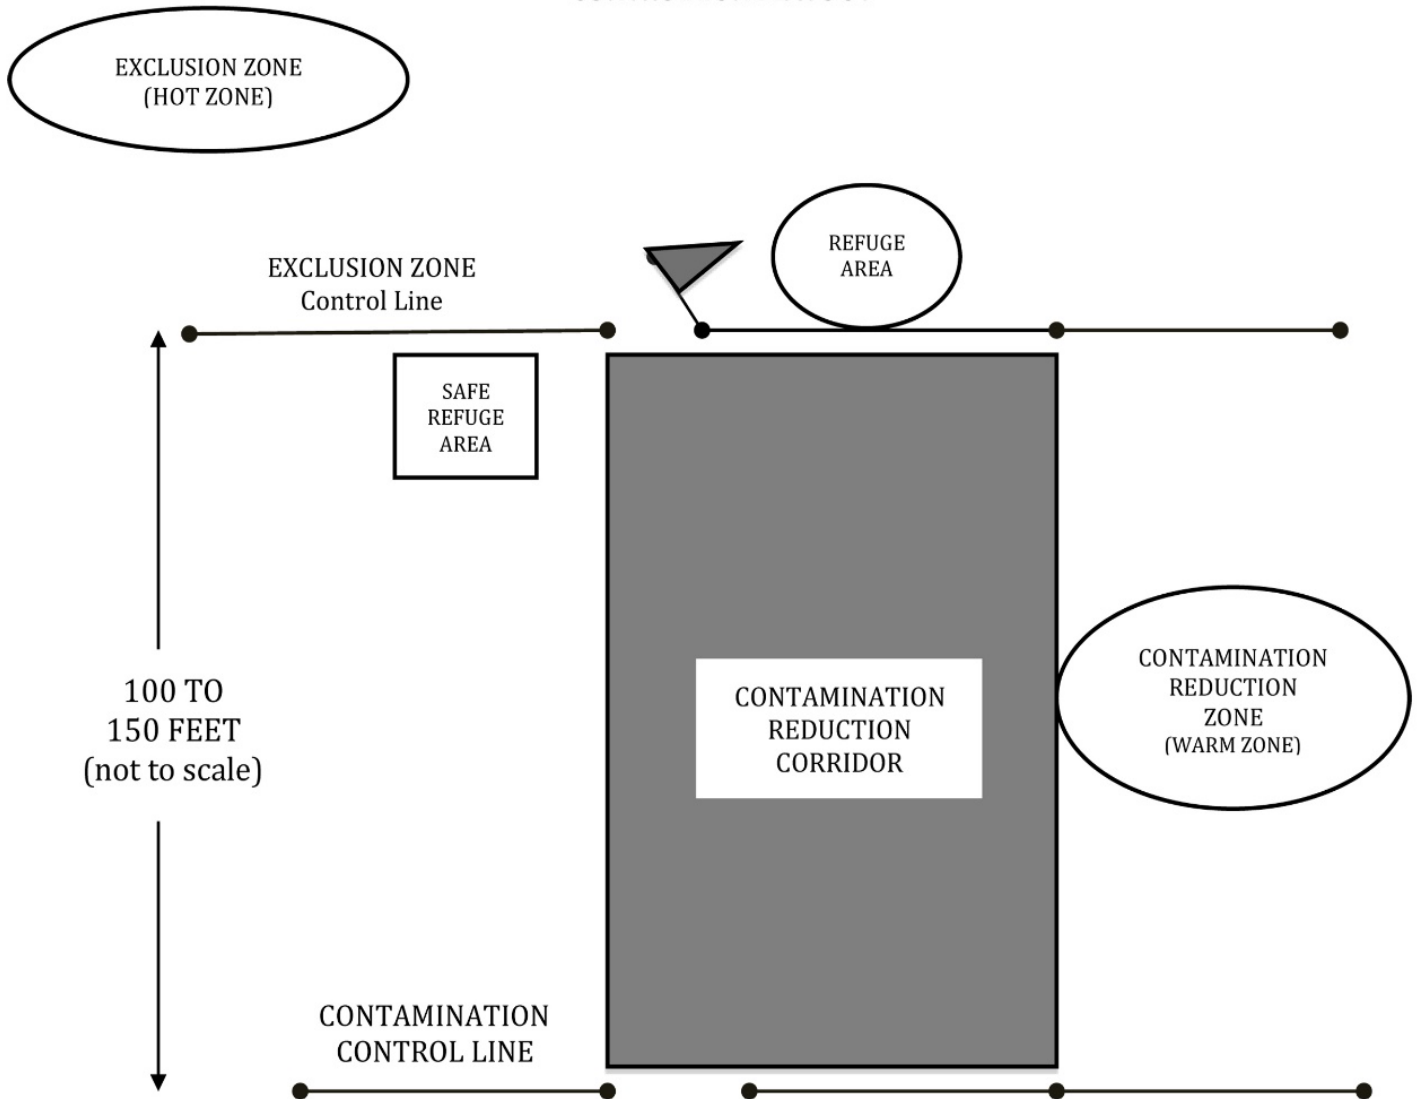 EXCLUSION ZONE
(HOT ZONE)
REFUGE
AREA
EXCLUSION ZONE
Control Line
SAFE
REFUGE
AREA
100 TO
150 FEET
(not to scale)
CONTAMINATION
REDUCTION
CORRIDOR
CONTAMINATION
REDUCTION
ZONE
(WARM ZONE)
CONTAMINATION
CONTROL LINE